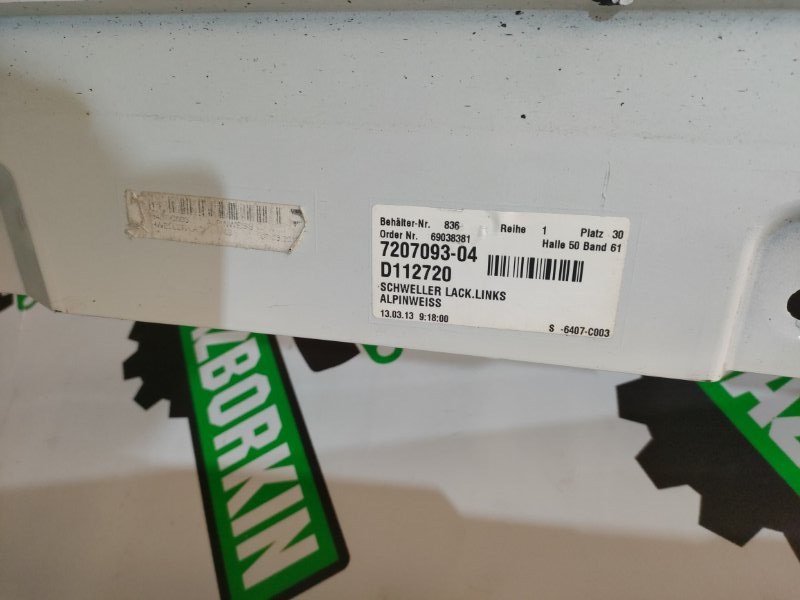 Behälter-Nr. 836 Reihe 1 Platz 30
Order Nr. 69038381 Halle 50 Band 61
7207093-04
D112720
SCHWELLER LACK.LINKS
ALPINWEISS
13.03.13 9:18:00 S -6407-C003
ALBORKIN